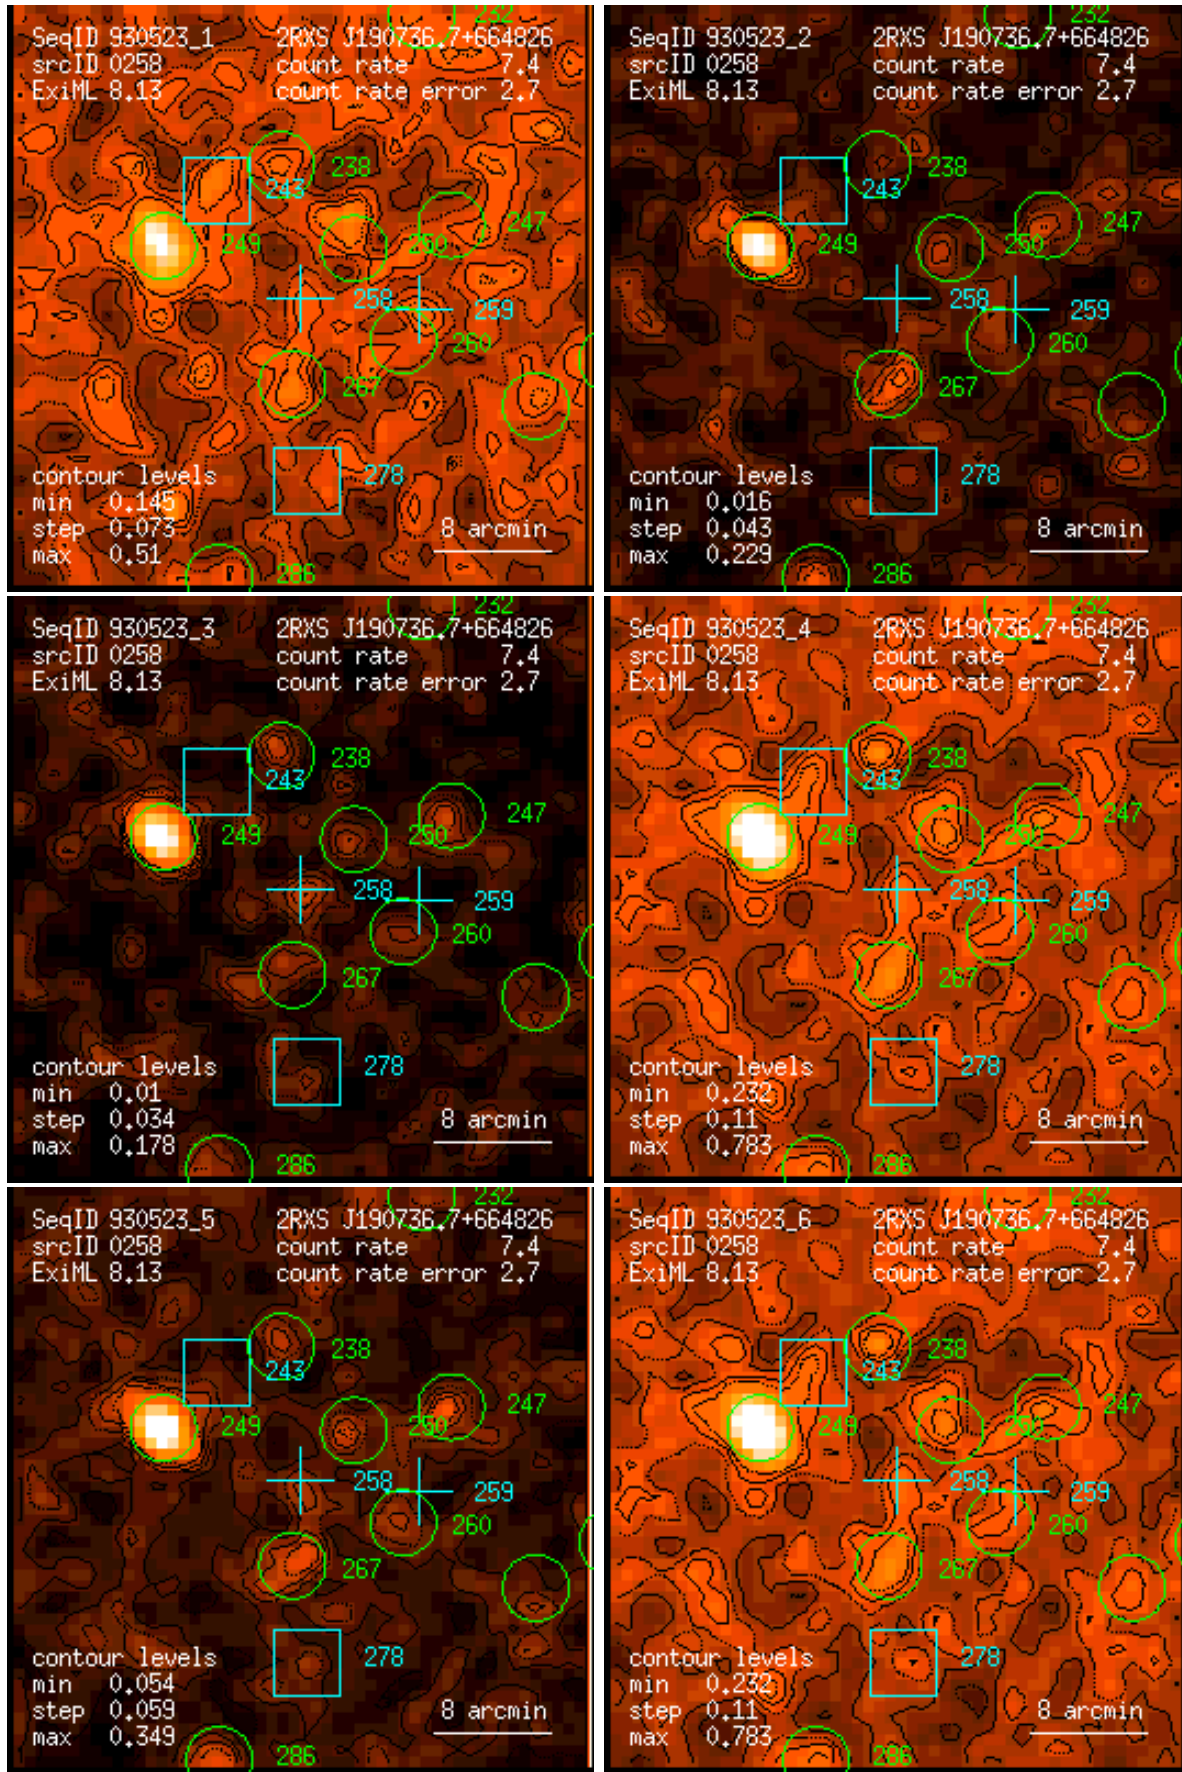 232
SeqID 930523_1 2RXS J190736.7+664826
srcID 0258 count rate 7.4
ExiML 8.13 count rate error 2.7
238
243
247
249 250
258 259
260
267
contour levels 278
min 0.145
step 0.073 8 arcmin
max 0.51
286
232
SeqID 930523_2 2RXS J190736.7+664826
srcID 0258 count rate 7.4
ExiML 8.13 count rate error 2.7
238
243
247
249 250
258 259
260
267
contour levels 278
min 0.016
step 0.043 8 arcmin
max 0.229
286
232
SeqID 930523_3 2RXS J190736.7+664826
srcID 0258 count rate 7.4
ExiML 8.13 count rate error 2.7
238
243
247
249 250
258 259
260
267
contour levels 278
min 0.01
step 0.034 8 arcmin
max 0.178
286
232
SeqID 930523_4 2RXS J190736.7+664826
srcID 0258 count rate 7.4
ExiML 8.13 count rate error 2.7
238
243
247
249 250
258 259
260
267
contour levels 278
min 0.232
step 0.11 8 arcmin
max 0.783
286
232
SeqID 930523_5 2RXS J190736.7+664826
srcID 0258 count rate 7.4
ExiML 8.13 count rate error 2.7
238
243
247
249 250
258 259
260
267
contour levels 278
min 0.054
step 0.059 8 arcmin
max 0.349
286
232
SeqID 930523_6 2RXS J190736.7+664826
srcID 0258 count rate 7.4
ExiML 8.13 count rate error 2.7
238
243
247
249 250
258 259
260
267
contour levels 278
min 0.232
step 0.11 8 arcmin
max 0.783
286